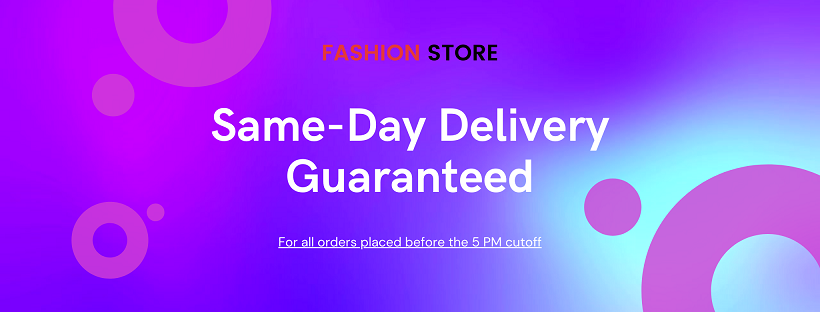 FASHION STORE
Same-Day Delivery
Guaranteed
For all orders placed before the 5 PM cutoff